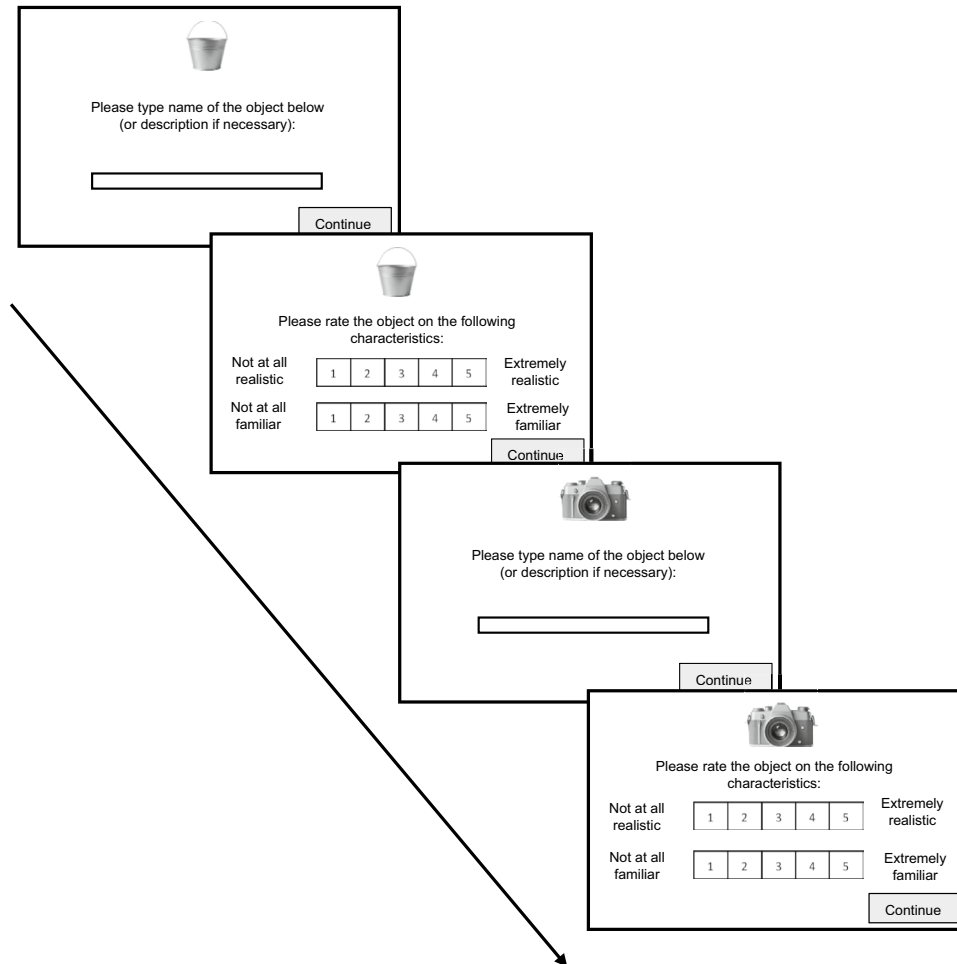 Please type name of the object below
(or description if necessary):
Continue
Please rate the object on the following
characteristics:
Not at all
realistic
1 2 3 4 5
Extremely
realistic
Not at all
familiar
1 2 3 4 5
Extremely
familiar
Continue
Please type name of the object below
(or description if necessary):
Continue
Please rate the object on the following
characteristics:
Not at all
realistic
1 2 3 4 5
Extremely
realistic
Not at all
familiar
1 2 3 4 5
Extremely
familiar
Continue